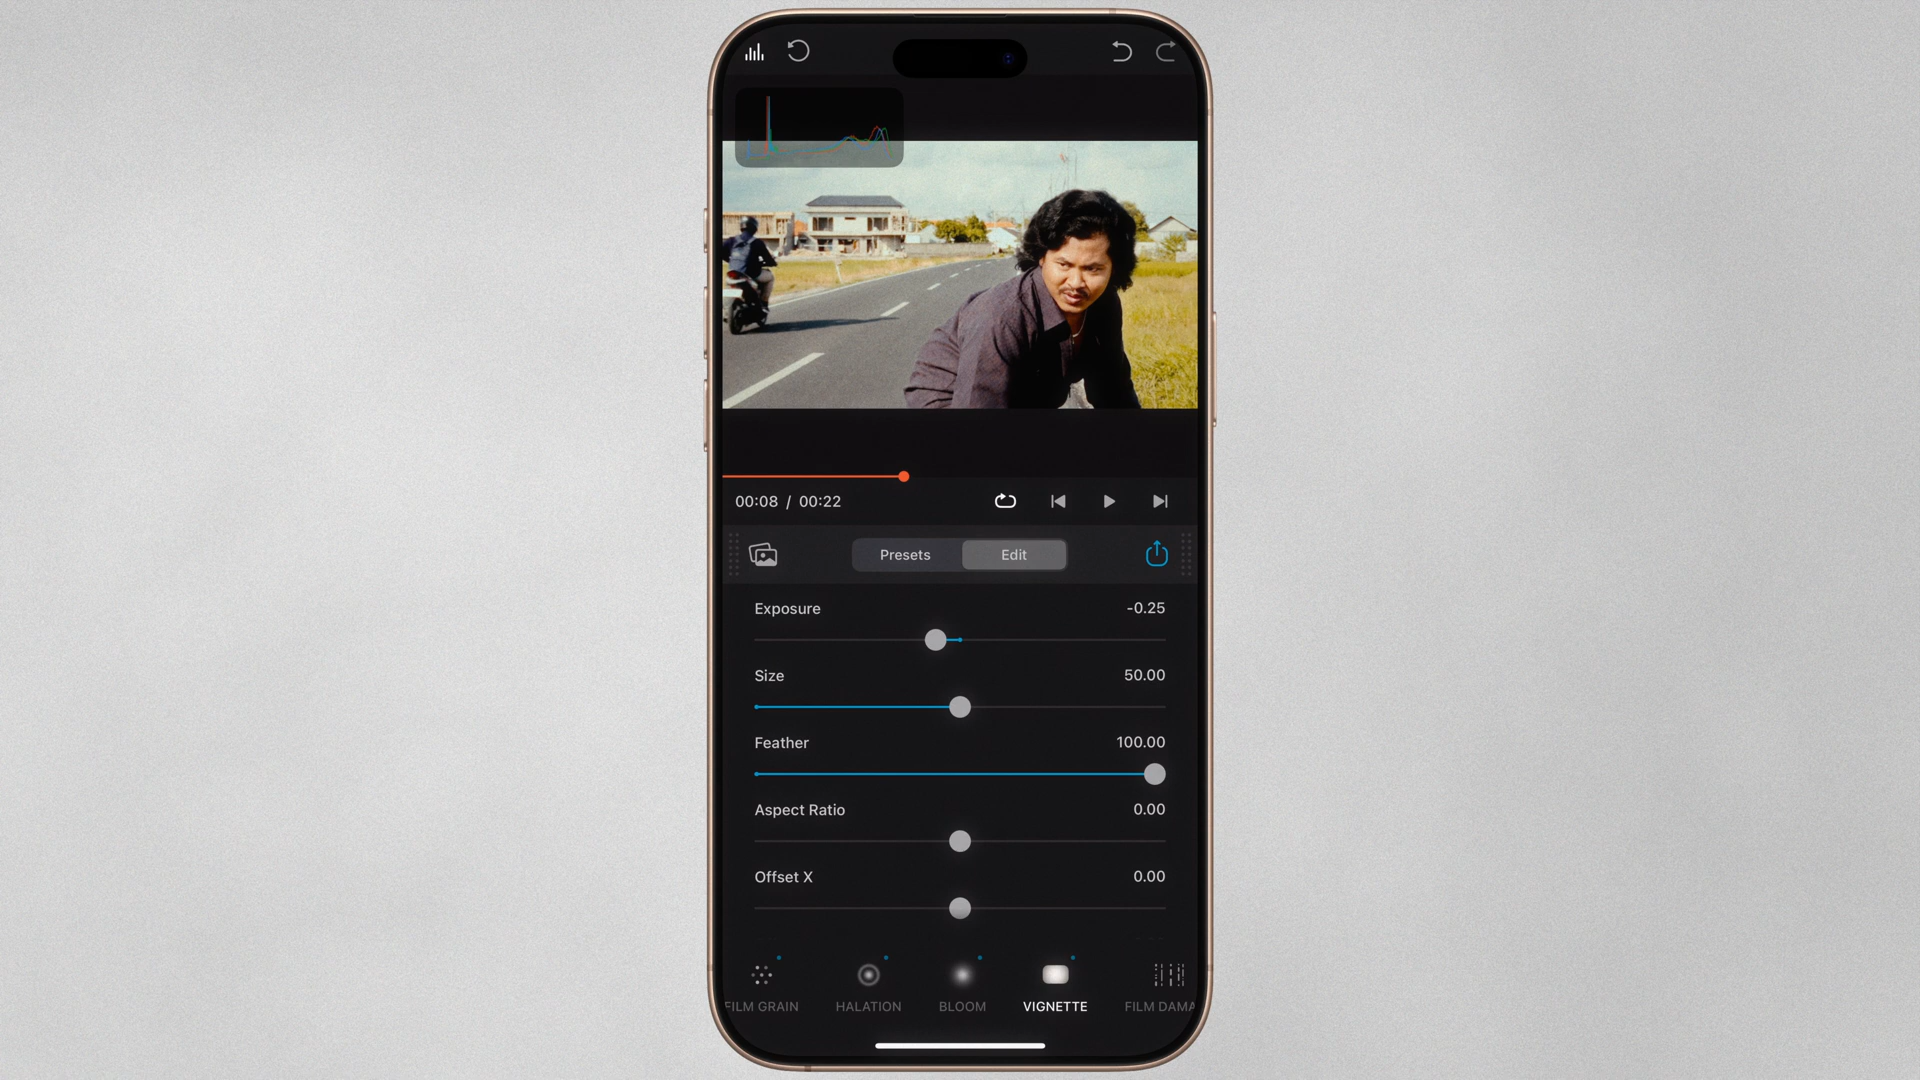 00:08 / 00:22
Presets
Edit
Exposure -0.25
Size 50.00
Feather 100.00
Aspect Ratio 0.00
Offset X 0.00
FILM GRAIN HALATION BLOOM VIGNETTE FILM DAMA